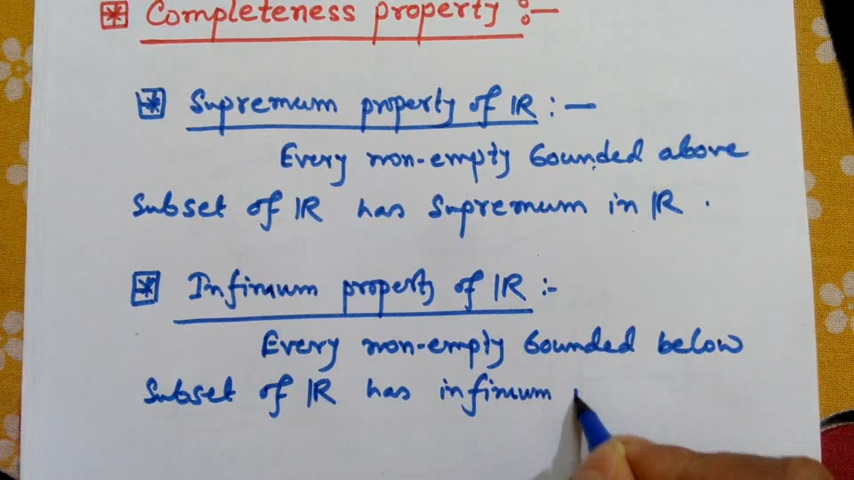 * Completeness property :-
* Supremum property of IR :-
Every non-empty bounded above
Subset of IR has Supremum in IR.
* Infimum property of IR :-
Every non-empty bounded below
Subset of IR has infimum